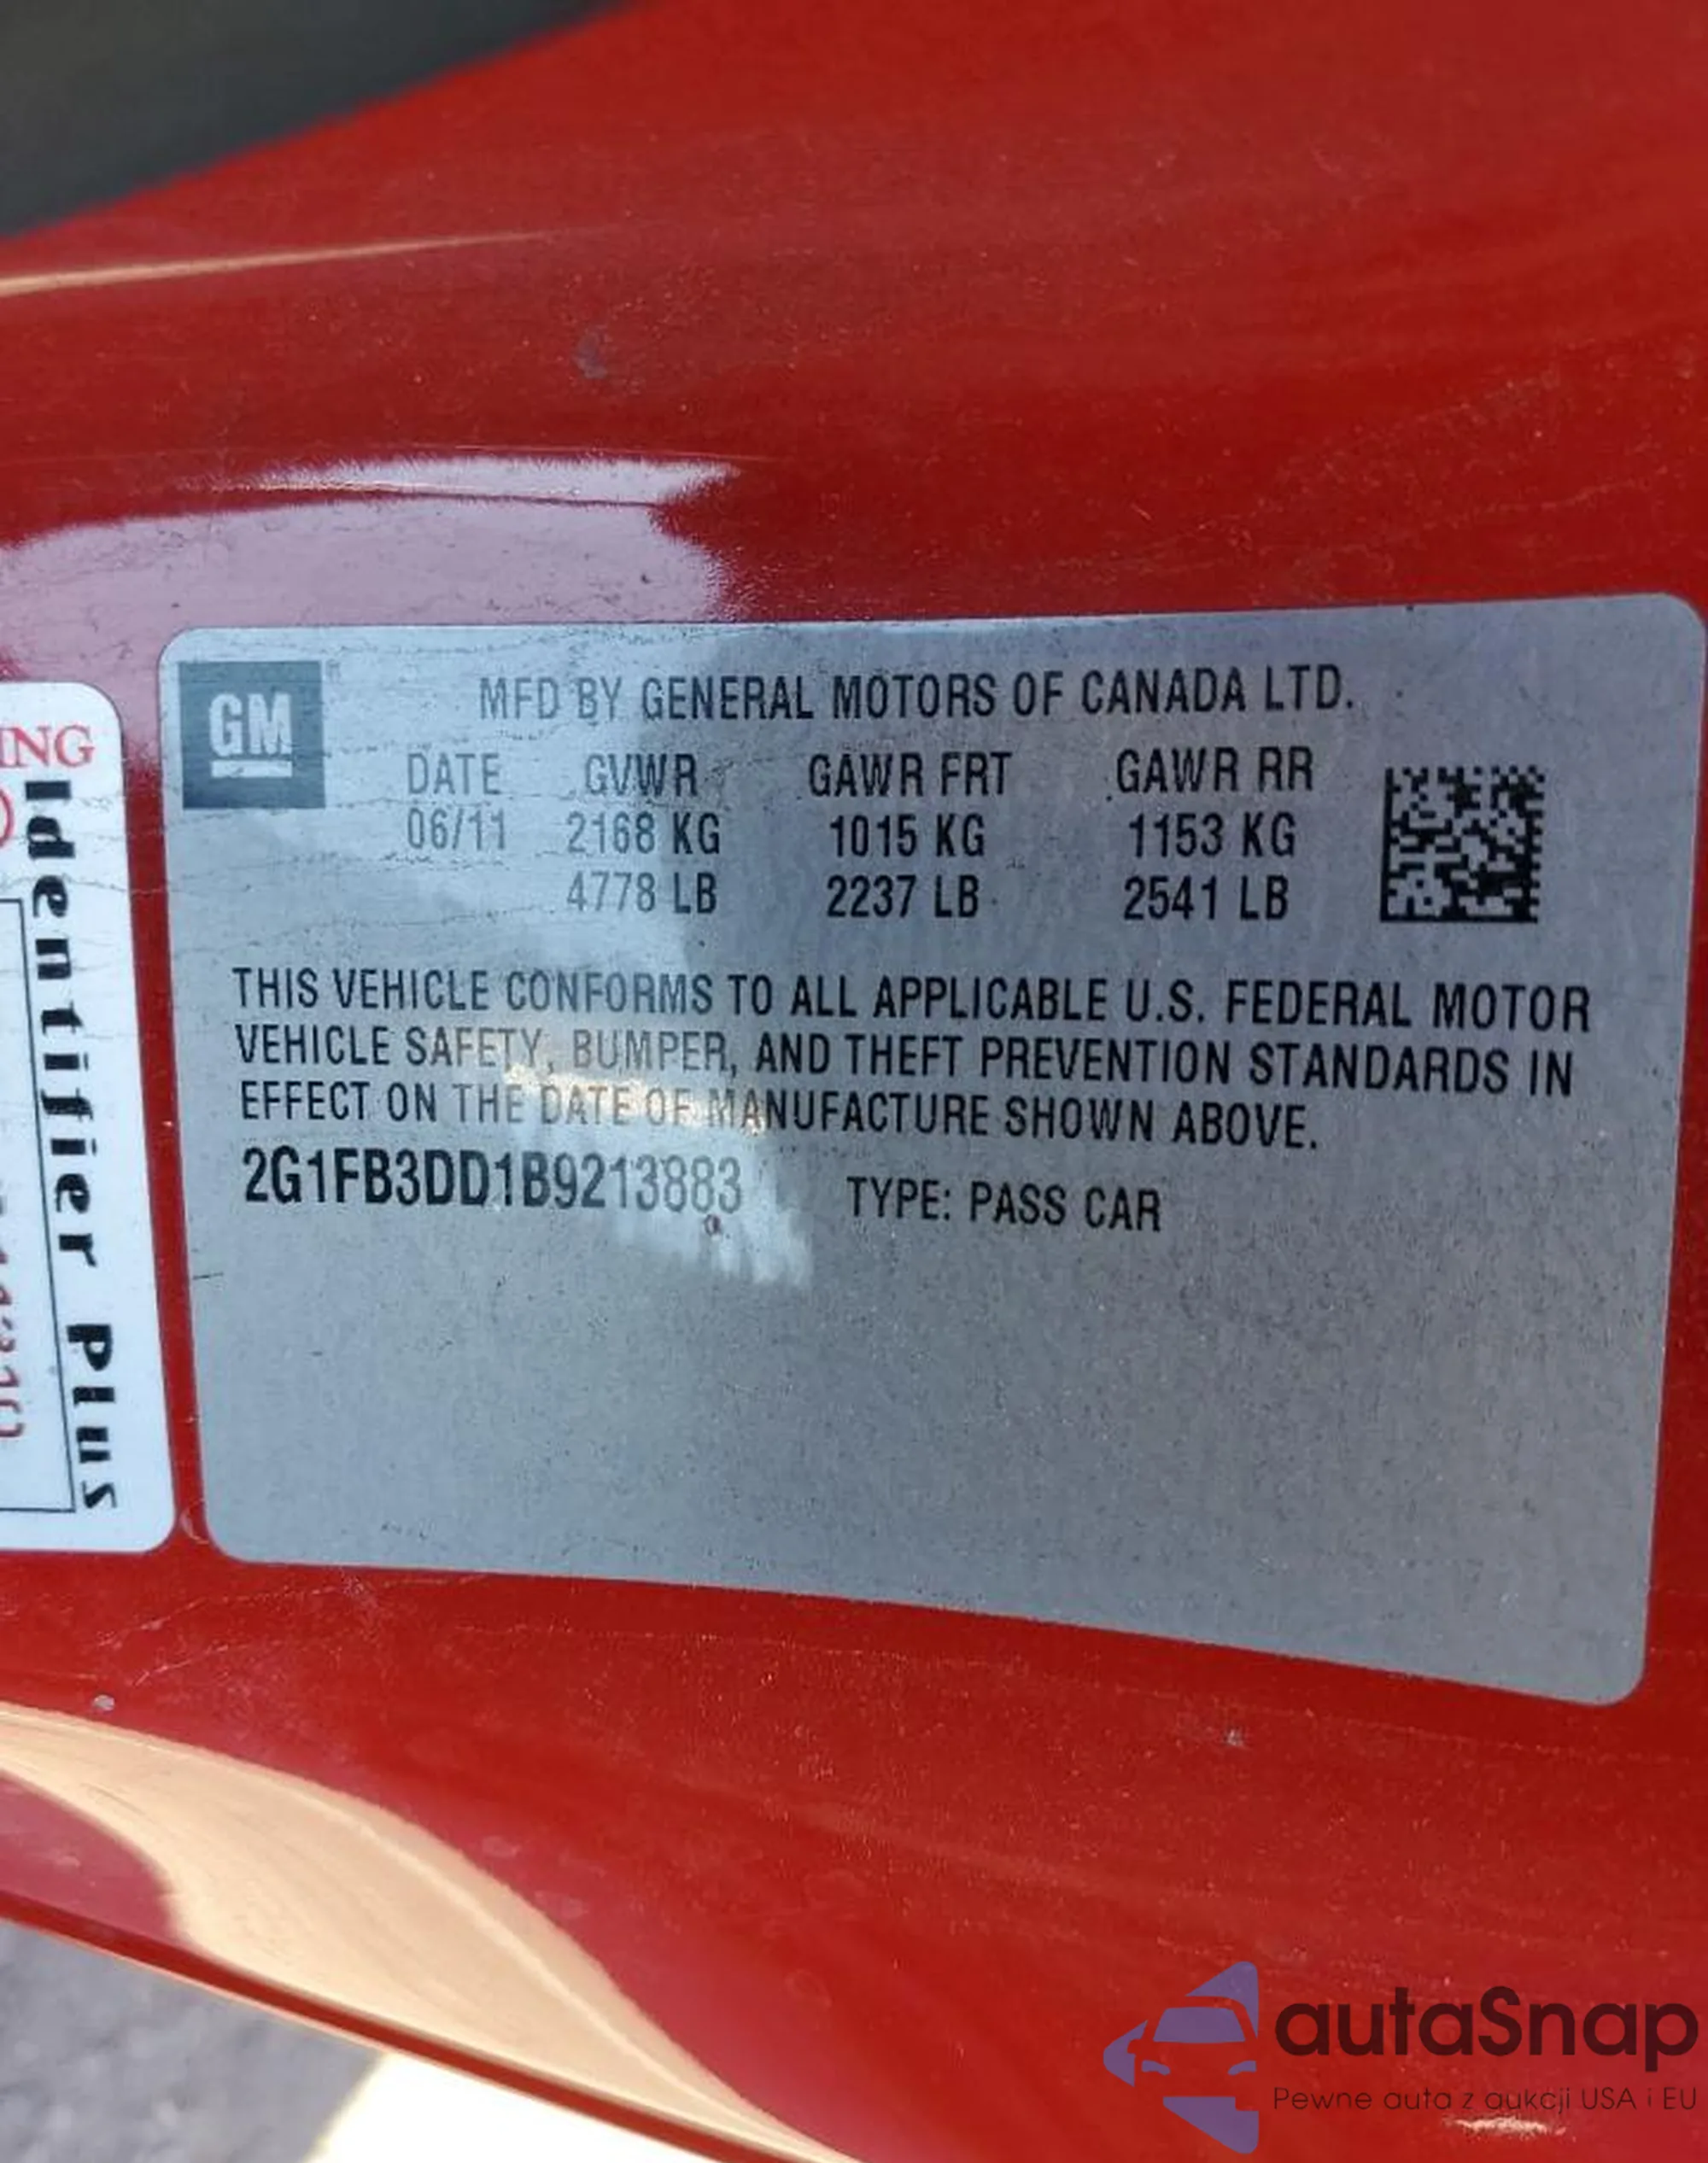 GM
MFD BY GENERAL MOTORS OF CANADA LTD.
DATE GVWR GAWR FRT GAWR RR
06/11 2168 KG 1015 KG 1153 KG
4778 LB 2237 LB 2541 LB
THIS VEHICLE CONFORMS TO ALL APPLICABLE U.S. FEDERAL MOTOR
VEHICLE SAFETY, BUMPER, AND THEFT PREVENTION STANDARDS IN
EFFECT ON THE DATE OF MANUFACTURE SHOWN ABOVE.
2G1FB3DD1B9213883 TYPE: PASS CAR
ING
Identifier Plus
autaSnap
Pewne auta z aukcji USA i EU